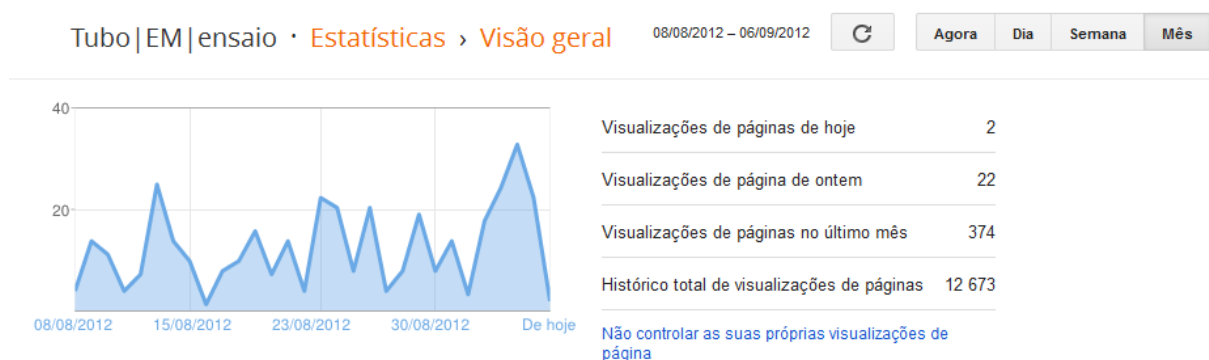 Tubo|EM|ensaio · Estatísticas › Visão geral 08/08/2012 – 06/09/2012 Agora Dia Semana Mês
40
20
08/08/2012 15/08/2012 23/08/2012 30/08/2012 De hoje
Visualizações de páginas de hoje 2
Visualizações de página de ontem 22
Visualizações de páginas no último mês 374
Histórico total de visualizações de páginas 12 673
Não controlar as suas próprias visualizações de
página